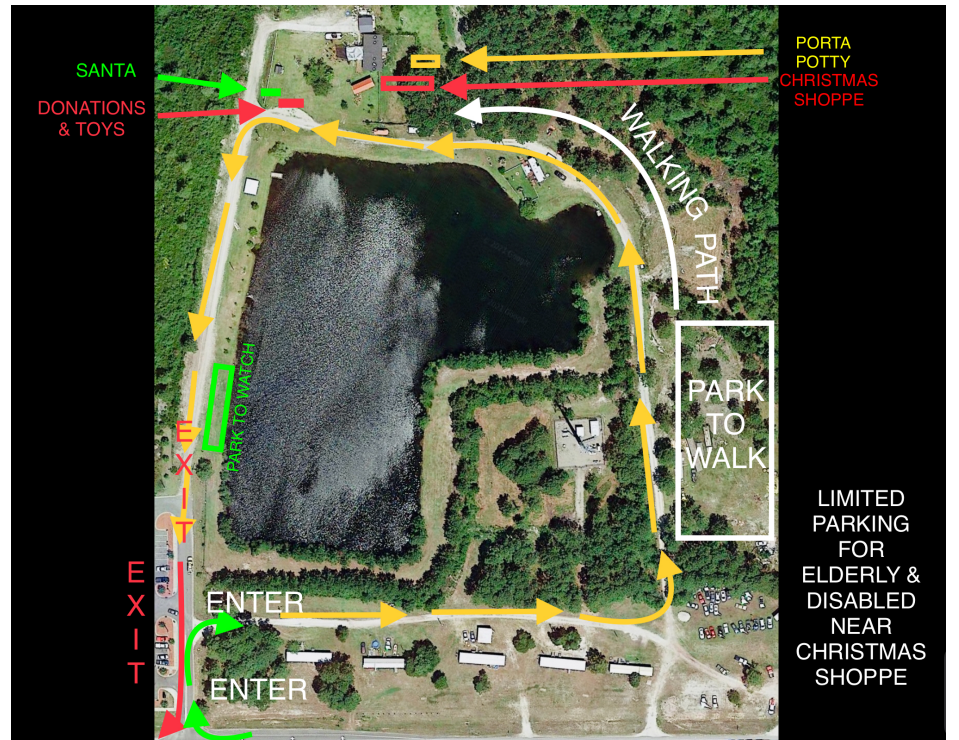 PORTA
POTTY
SANTA
CHRISTMAS
SHOPPE
DONATIONS
& TOYS
WALKING PATH
PARK TO WATCH
PARK
TO
WALK
EXIT
LIMITED
PARKING
FOR
ELDERLY &
DISABLED
NEAR
CHRISTMAS
SHOPPE
EXIT
ENTER
ENTER